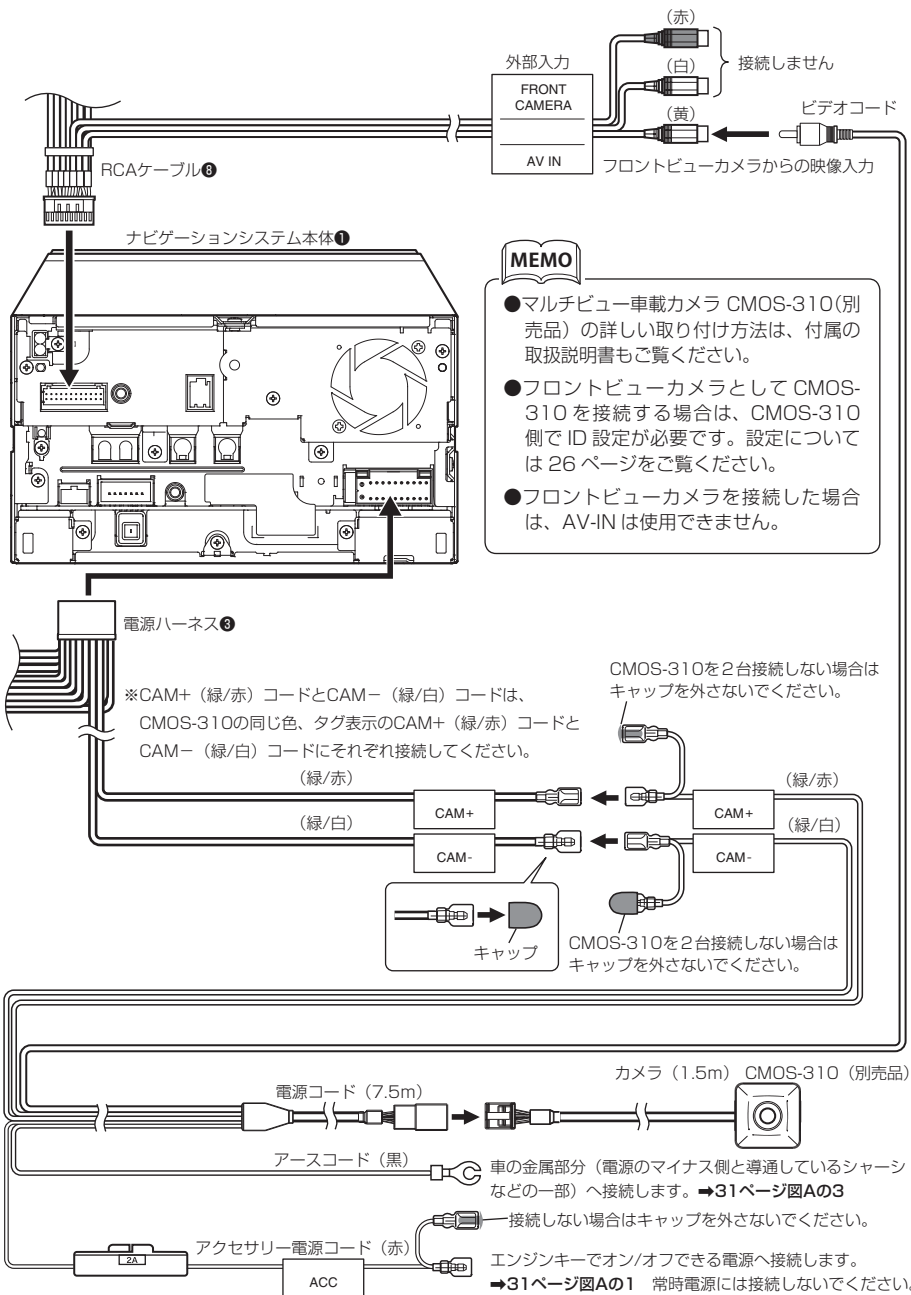 （赤）
外部入力
接続しません
（白）
FRONT
CAMERA
（黄）
ビデオコード
AV IN
フロントビューカメラからの映像入力
RCAケーブル❽
ナビゲーションシステム本体❶
MEMO
●マルチビュー車載カメラ CMOS-310（別
売品）の詳しい取り付け方法は、付属の
取扱説明書もご覧ください。
●フロントビューカメラとして CMOS-
310 を接続する場合は、CMOS-310
側で ID 設定が必要です。設定について
は 26 ページをご覧ください。
●フロントビューカメラを接続した場合
は、AV-IN は使用できません。
電源ハーネス❸
※CAM+（緑/赤）コードとCAM－（緑/白）コードは、
CMOS-310の同じ色、タグ表示のCAM+（緑/赤）コードと
CAM－（緑/白）コードにそれぞれ接続してください。
CMOS-310を2台接続しない場合は
キャップを外さないでください。
（緑/赤）
（緑/赤）
CAM+
CAM+
（緑/白）
（緑/白）
CAM-
CAM-
キャップ
CMOS-310を2台接続しない場合は
キャップを外さないでください。
カメラ（1.5m） CMOS-310（別売品）
電源コード（7.5m）
アースコード（黒）
車の金属部分（電源のマイナス側と導通しているシャーシ
などの一部）へ接続します。➡31ページ図Aの3
接続しない場合はキャップを外さないでください。
アクセサリー電源コード（赤）
2A
ACC
エンジンキーでオン/オフできる電源へ接続します。
➡31ページ図Aの1 常時電源には接続しないでください。